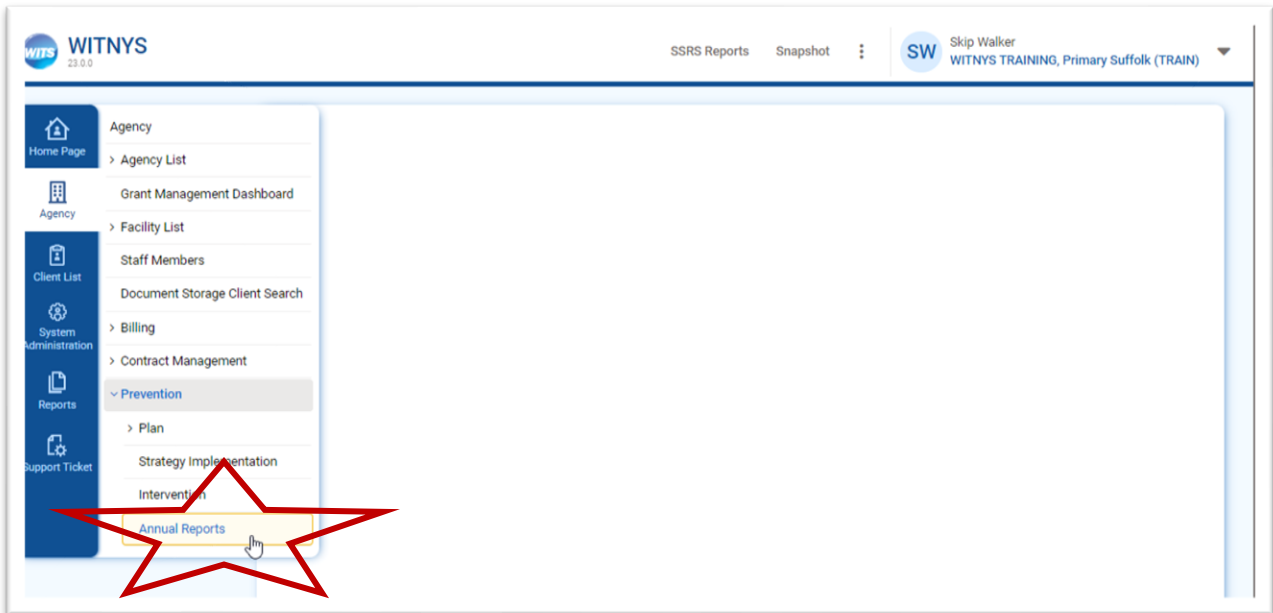 WITS
WITNYS
23.0.0
SSRS Reports
Snapshot
SW
Skip Walker
WITNYS TRAINING, Primary Suffolk (TRAIN)
Home Page
Agency
Client List
System
Administration
Reports
Support Ticket
Agency
> Agency List
Grant Management Dashboard
> Facility List
Staff Members
Document Storage Client Search
> Billing
> Contract Management
Prevention
> Plan
Strategy Implementation
Intervention
Annual Reports